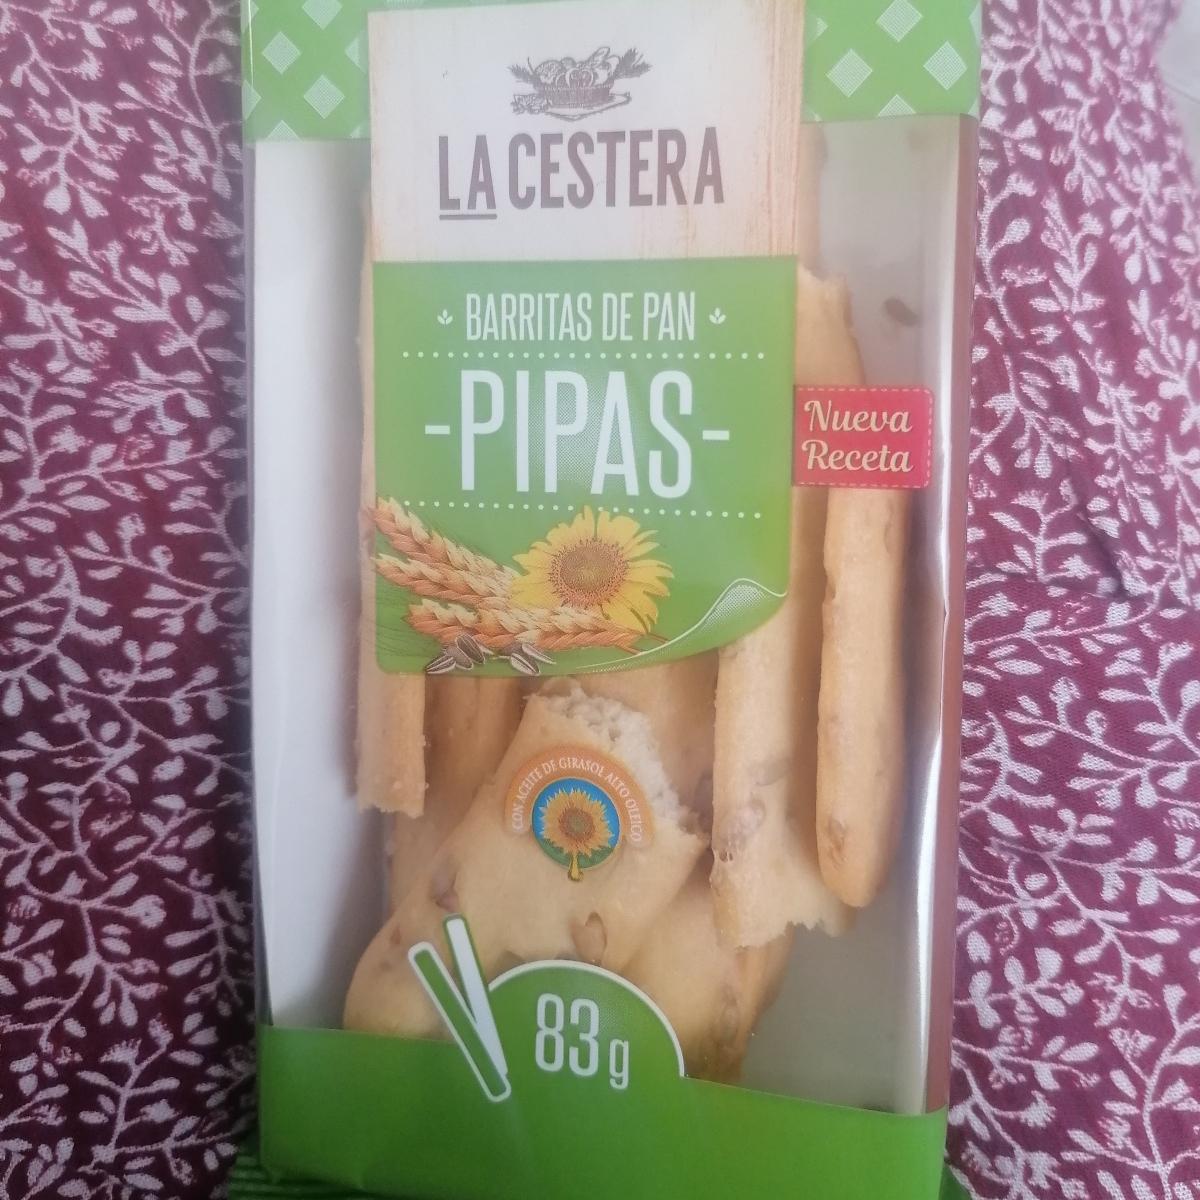 LA CESTERA
BARRITAS DE PAN
-PIPAS-
Nueva
Receta
CON ACEITE DE GIRASOL ALTO OLEICO
83g